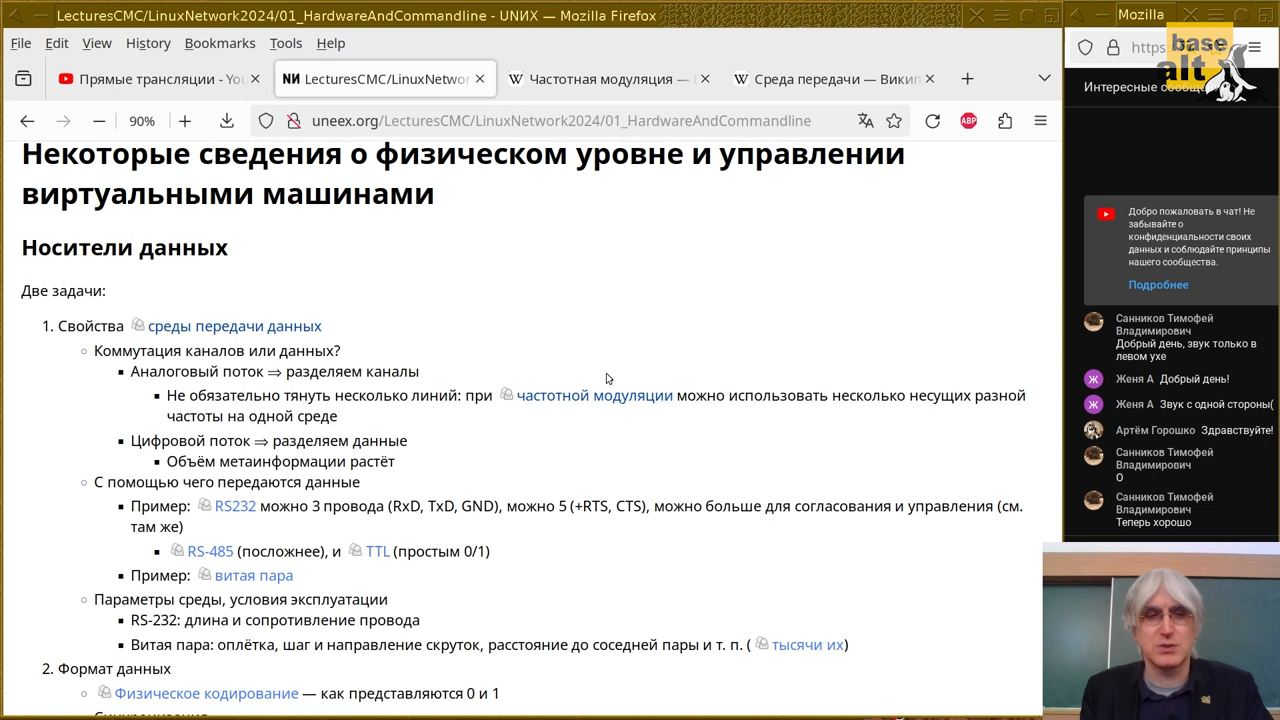 LecturesCMC/LinuxNetwork2024/01_HardwareAndCommandline - UNИX — Mozilla Firefox
Mozilla
File Edit View History Bookmarks Tools Help
Прямые трансляции - You
NИ LecturesCMC/LinuxNetwor
W Частотная модуляция —
W Среда передачи — Викип
90%
uneex.org/LecturesCMC/LinuxNetwork2024/01_HardwareAndCommandline
ABP
https
base
alt
Некоторые сведения о физическом уровне и управлении
виртуальными машинами
Носители данных
Две задачи:
1. Свойства среды передачи данных
Коммутация каналов или данных?
Аналоговый поток ⇒ разделяем каналы
Не обязательно тянуть несколько линий: при частотной модуляции можно использовать несколько несущих разной
частоты на одной среде
Цифровой поток ⇒ разделяем данные
Объём метаинформации растёт
С помощью чего передаются данные
Пример: RS232 можно 3 провода (RxD, TxD, GND), можно 5 (+RTS, CTS), можно больше для согласования и управления (см.
там же)
RS-485 (посложнее), и TTL (простым 0/1)
Пример: витая пара
Параметры среды, условия эксплуатации
RS-232: длина и сопротивление провода
Витая пара: оплётка, шаг и направление скруток, расстояние до соседней пары и т. п. ( тысячи их)
2. Формат данных
Физическое кодирование — как представляются 0 и 1
Синхронизация
Интересные сообщ
Добро пожаловать в чат! Не
забывайте о
конфиденциальности своих
данных и соблюдайте принципы
нашего сообщества.
Подробнее
Санников Тимофей
Владимирович
Добрый день, звук только в
левом ухе
Ж Женя А Добрый день!
Ж Женя А Звук с одной стороны(
Артём Горошко Здравствуйте!
Санников Тимофей
Владимирович
О
Санников Тимофей
Владимирович
Теперь хорошо